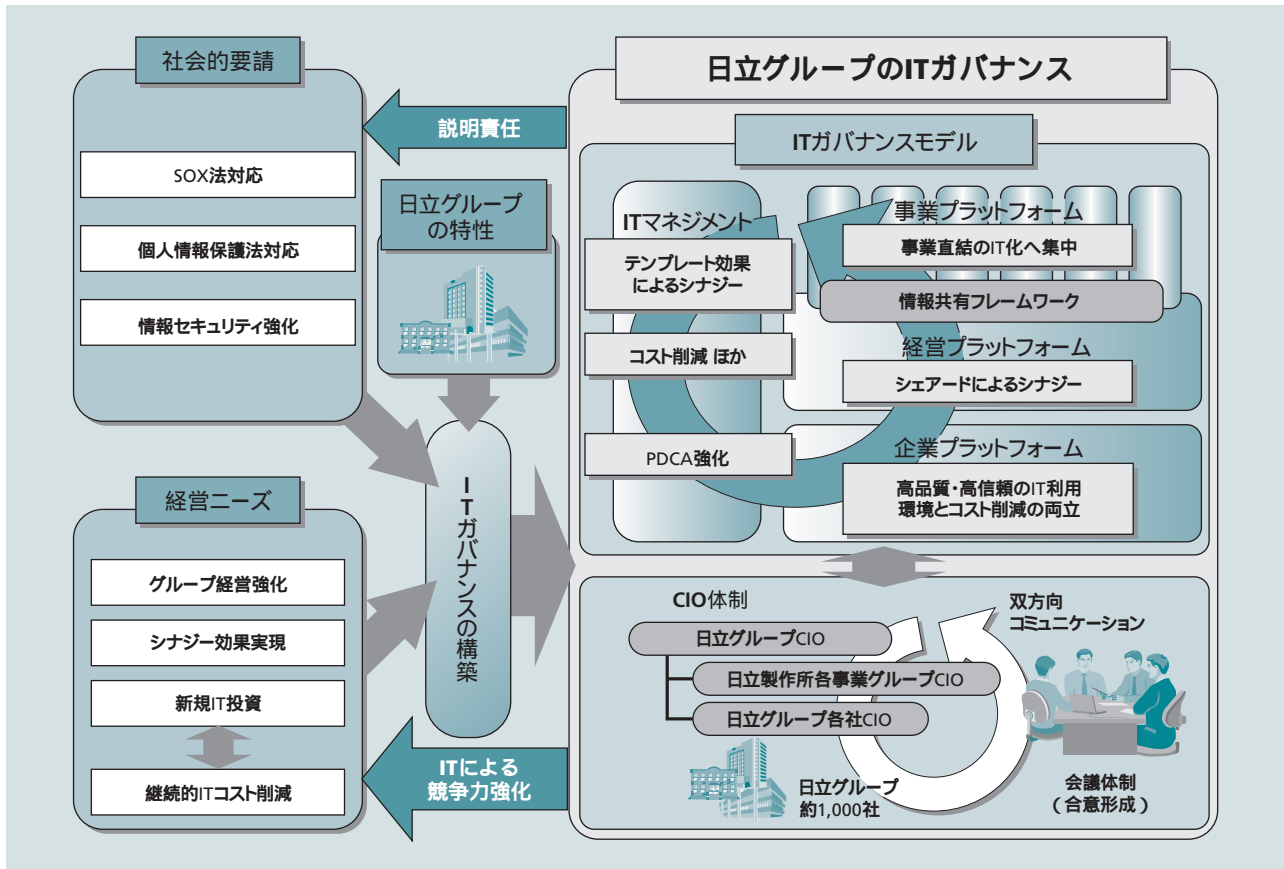 社会的要請
SOX法対応
個人情報保護法対応
情報セキュリティ強化
経営ニーズ
グループ経営強化
シナジー効果実現
新規IT投資
継続的ITコスト削減
説明責任
日立グループ
の特性
ITガバナンスの構築
ITによる
競争力強化
日立グループのITガバナンス
ITガバナンスモデル
ITマネジメント
テンプレート効果
によるシナジー
コスト削減 ほか
PDCA強化
事業プラットフォーム
事業直結のIT化へ集中
情報共有フレームワーク
経営プラットフォーム
シェアードによるシナジー
企業プラットフォーム
高品質・高信頼のIT利用
環境とコスト削減の両立
CIO体制
日立グループCIO
日立製作所各事業グループCIO
日立グループ各社CIO
日立グループ
約1,000社
双方向
コミュニケーション
会議体制
（合意形成）